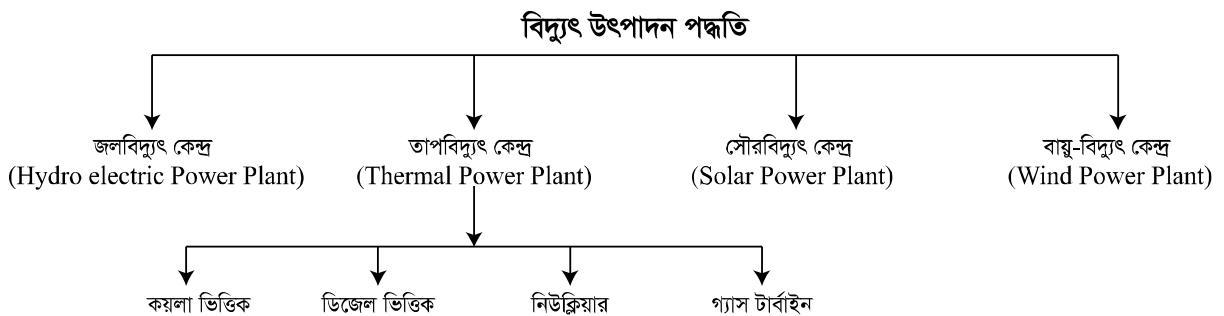 বিদ্যুৎ উৎপাদন পদ্ধতি
জলবিদ্যুৎ কেন্দ্র
(Hydro electric Power Plant)
তাপবিদ্যুৎ কেন্দ্র
(Thermal Power Plant)
সৌরবিদ্যুৎ কেন্দ্র
(Solar Power Plant)
বায়ু-বিদ্যুৎ কেন্দ্র
(Wind Power Plant)
কয়লা ভিত্তিক
ডিজেল ভিত্তিক
নিউক্লিয়ার
গ্যাস টার্বাইন